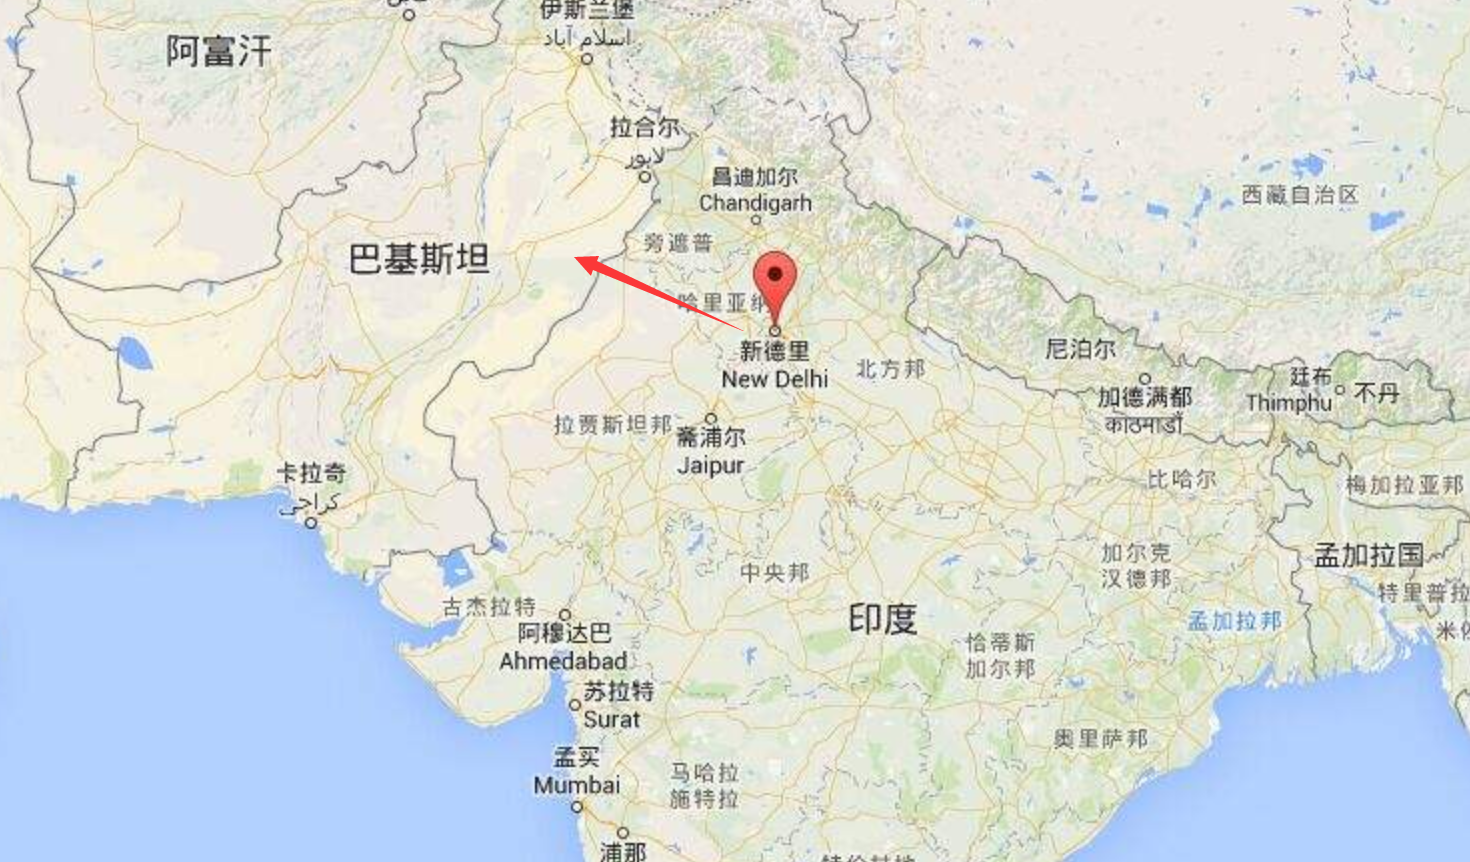 伊斯兰堡
اسلام آباد
阿富汗
拉合尔
لاہور
昌迪加尔
Chandigarh
西藏自治区
旁遮普
巴基斯坦
哈里亚纳
新德里
New Delhi
北方邦
尼泊尔
廷布
Thimphu
不丹
加德满都
काठमाडौँ
拉贾斯坦邦
斋浦尔
Jaipur
卡拉奇
کراچی
比哈尔
梅加拉亚邦
孟加拉国
中央邦
加尔克
汉德邦
特里普拉
古杰拉特
孟加拉邦
印度
阿穆达巴
Ahmedabad
恰蒂斯
加尔邦
苏拉特
Surat
奥里萨邦
孟买
Mumbai
马哈拉
施特拉
浦那